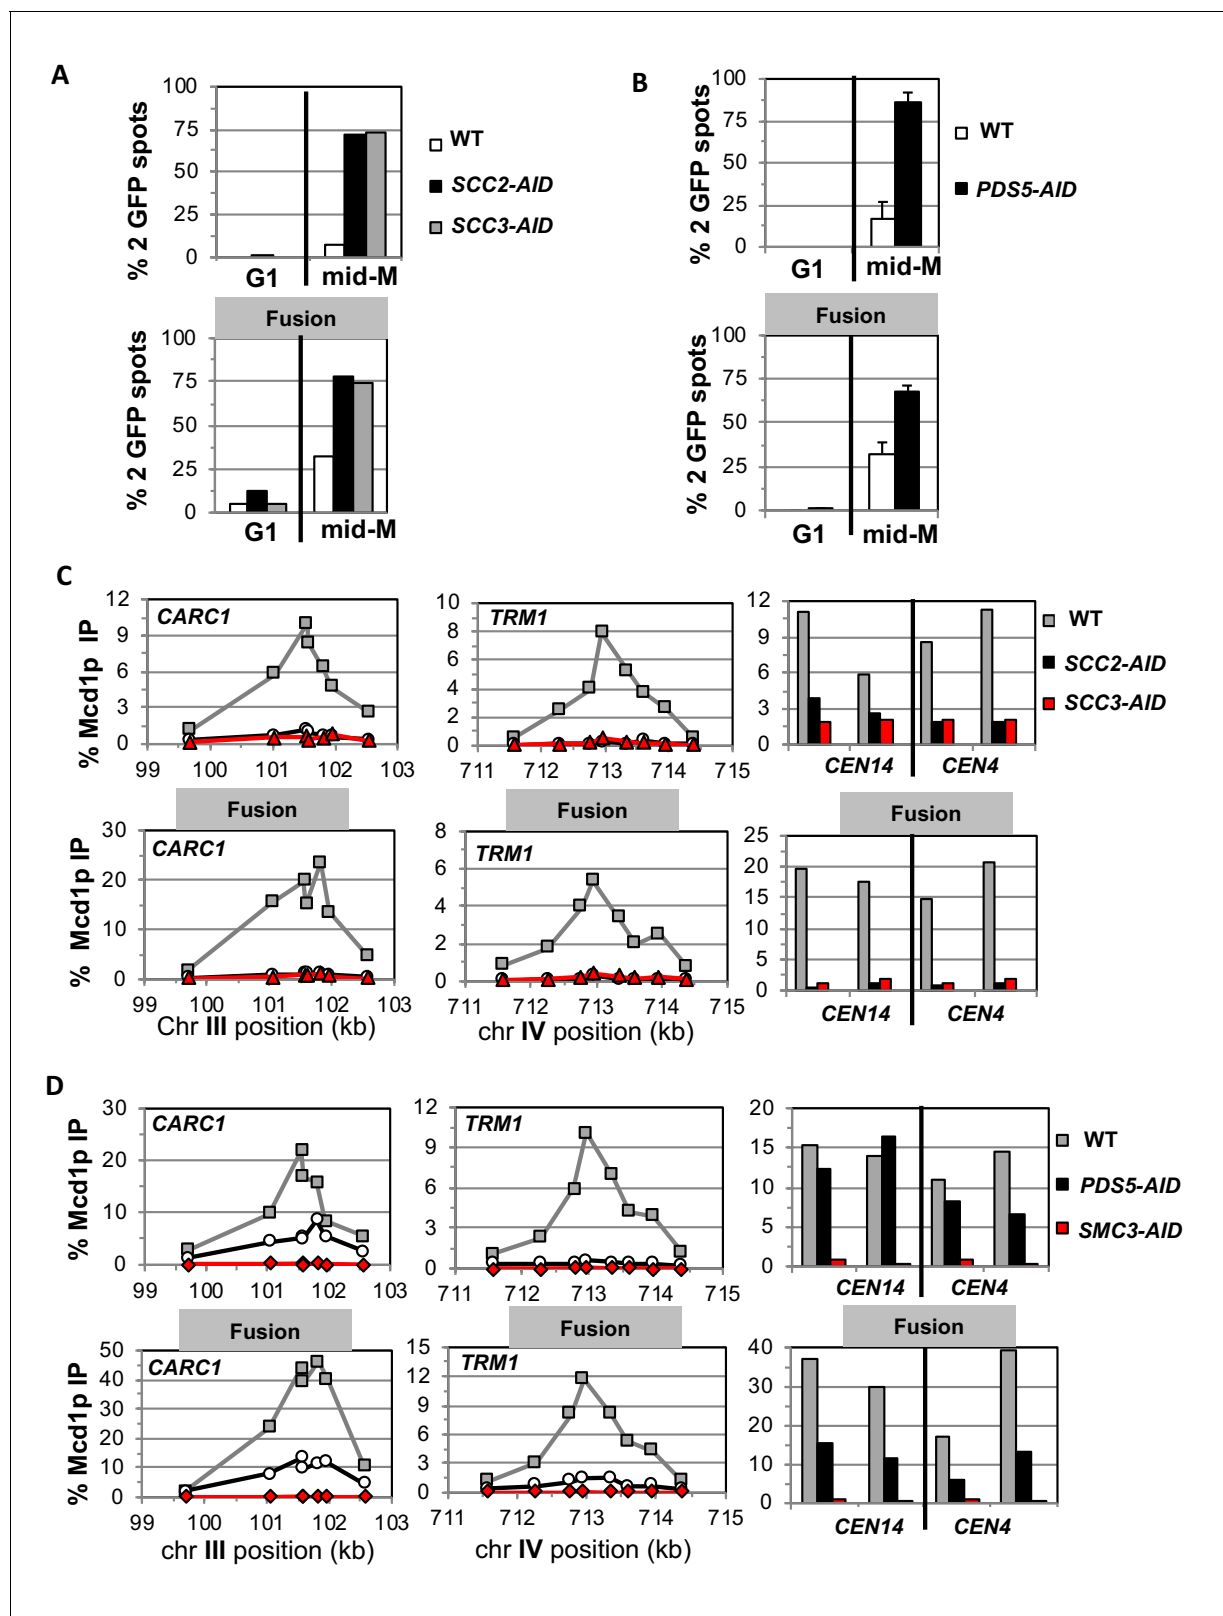 A
% 2 GFP spots
100
75
50
25
0
G1
mid-M
WT
SCC2-AID
SCC3-AID
Fusion
% 2 GFP spots
100
75
50
25
0
G1
mid-M
B
% 2 GFP spots
100
75
50
25
0
G1
mid-M
WT
PDS5-AID
Fusion
% 2 GFP spots
100
75
50
25
0
G1
mid-M
C
% Mcd1p IP
12
9
6
3
0
CARC1
99 100 101 102 103
10
8
6
4
2
0
TRM1
711 712 713 714 715
12
9
6
3
0
CEN14 CEN4
WT
SCC2-AID
SCC3-AID
Fusion
% Mcd1p IP
30
20
10
0
CARC1
99 100 101 102 103
Chr III position (kb)
Fusion
8
6
4
2
0
TRM1
711 712 713 714 715
chr IV position (kb)
Fusion
25
20
15
10
5
0
CEN14 CEN4
D
% Mcd1p IP
30
20
10
0
CARC1
99 100 101 102 103
12
9
6
3
0
TRM1
711 712 713 714 715
20
15
10
5
0
CEN14 CEN4
WT
PDS5-AID
SMC3-AID
Fusion
% Mcd1p IP
50
40
30
20
10
0
CARC1
99 100 101 102 103
chr III position (kb)
Fusion
15
12
9
6
3
0
TRM1
711 712 713 714 715
chr IV position (kb)
Fusion
40
30
20
10
0
CEN14 CEN4